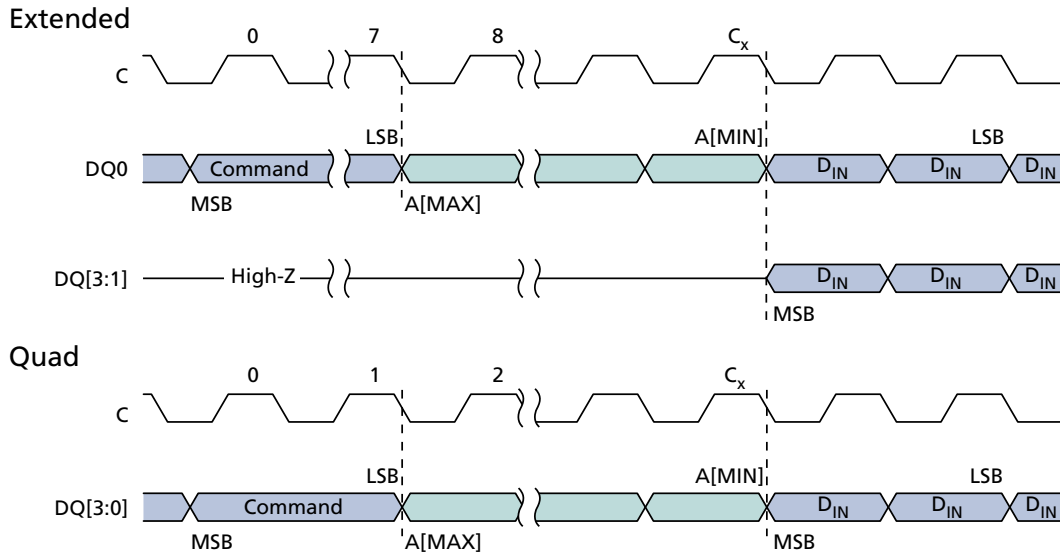 Extended
0 7 8 Cx
C
LSB A[MIN] LSB
DQ0 Command DIN DIN DIN
MSB A[MAX]
DQ[3:1] High-Z DIN DIN DIN
MSB
Quad
0 1 2 Cx
C
LSB A[MIN] LSB
DQ[3:0] Command DIN DIN DIN
MSB A[MAX] MSB